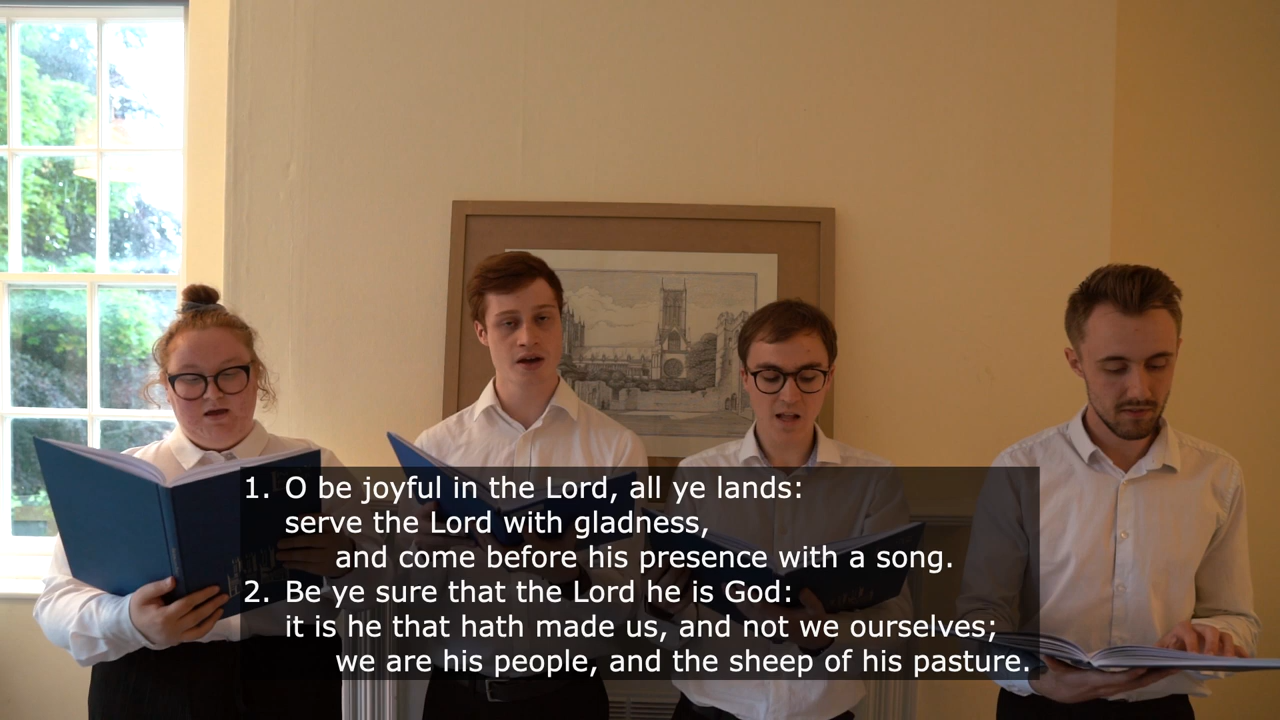 1. O be joyful in the Lord, all ye lands:
serve the Lord with gladness,
and come before his presence with a song.
2. Be ye sure that the Lord he is God:
it is he that hath made us, and not we ourselves;
we are his people, and the sheep of his pasture.